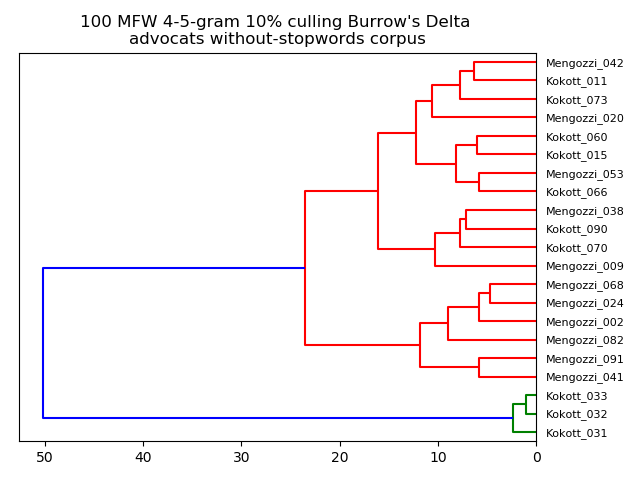 100 MFW 4-5-gram 10% culling Burrow's Delta
advocats without-stopwords corpus
Mengozzi_042
Kokott_011
Kokott_073
Mengozzi_020
Kokott_060
Kokott_015
Mengozzi_053
Kokott_066
Mengozzi_038
Kokott_090
Kokott_070
Mengozzi_009
Mengozzi_068
Mengozzi_024
Mengozzi_002
Mengozzi_082
Mengozzi_091
Mengozzi_041
Kokott_033
Kokott_032
Kokott_031
50 40 30 20 10 0